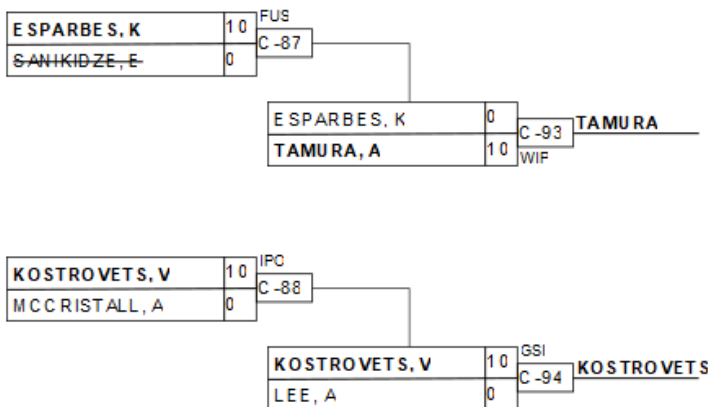 ESPARBES, K 10 FUS
C-87
SANIKIDZE, E 0
ESPARBES, K 0
C-93 TAMURA
TAMURA, A 10 WIF
KOSTROVETS, V 10 IPO
C-88
MCCRISTALL, A 0
KOSTROVETS, V 10 GSI
C-94 KOSTROVETS
LEE, A 0